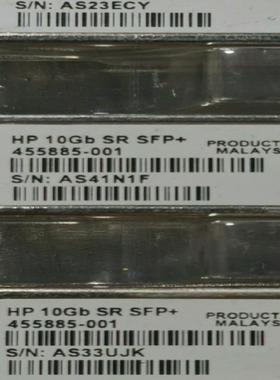 S/N: AS23ECY
HP 10Gb SR SFP+ PRODUCT
455885-001 MALAYS
S/N: AS41N1F
HP 10Gb SR SFP+ PRODUCT
455885-001 MALAYS
S/N: AS33UJK